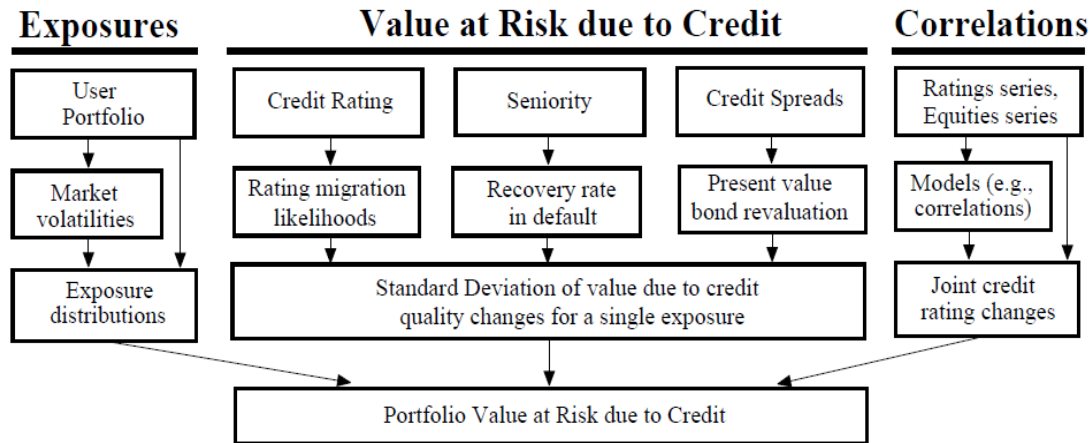 Exposures
Value at Risk due to Credit
Correlations
User
Portfolio
Credit Rating
Seniority
Credit Spreads
Ratings series,
Equities series
Market
volatilities
Rating migration
likelihoods
Recovery rate
in default
Present value
bond revaluation
Models (e.g.,
correlations)
Exposure
distributions
Standard Deviation of value due to credit
quality changes for a single exposure
Joint credit
rating changes
Portfolio Value at Risk due to Credit